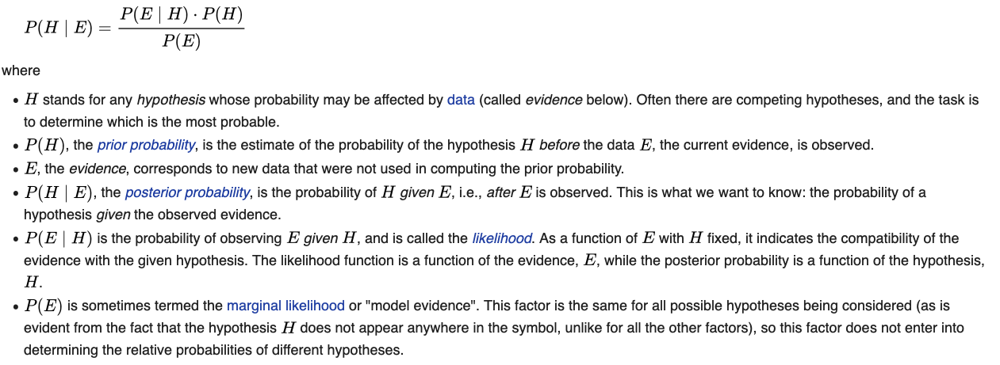 P(H | E) = P(E | H) · P(H) / P(E)
where
• H stands for any hypothesis whose probability may be affected by data (called evidence below). Often there are competing hypotheses, and the task is
to determine which is the most probable.
• P(H), the prior probability, is the estimate of the probability of the hypothesis H before the data E, the current evidence, is observed.
• E, the evidence, corresponds to new data that were not used in computing the prior probability.
• P(H | E), the posterior probability, is the probability of H given E, i.e., after E is observed. This is what we want to know: the probability of a
hypothesis given the observed evidence.
• P(E | H) is the probability of observing E given H, and is called the likelihood. As a function of E with H fixed, it indicates the compatibility of the
evidence with the given hypothesis. The likelihood function is a function of the evidence, E, while the posterior probability is a function of the hypothesis,
H.
• P(E) is sometimes termed the marginal likelihood or "model evidence". This factor is the same for all possible hypotheses being considered (as is
evident from the fact that the hypothesis H does not appear anywhere in the symbol, unlike for all the other factors), so this factor does not enter into
determining the relative probabilities of different hypotheses.